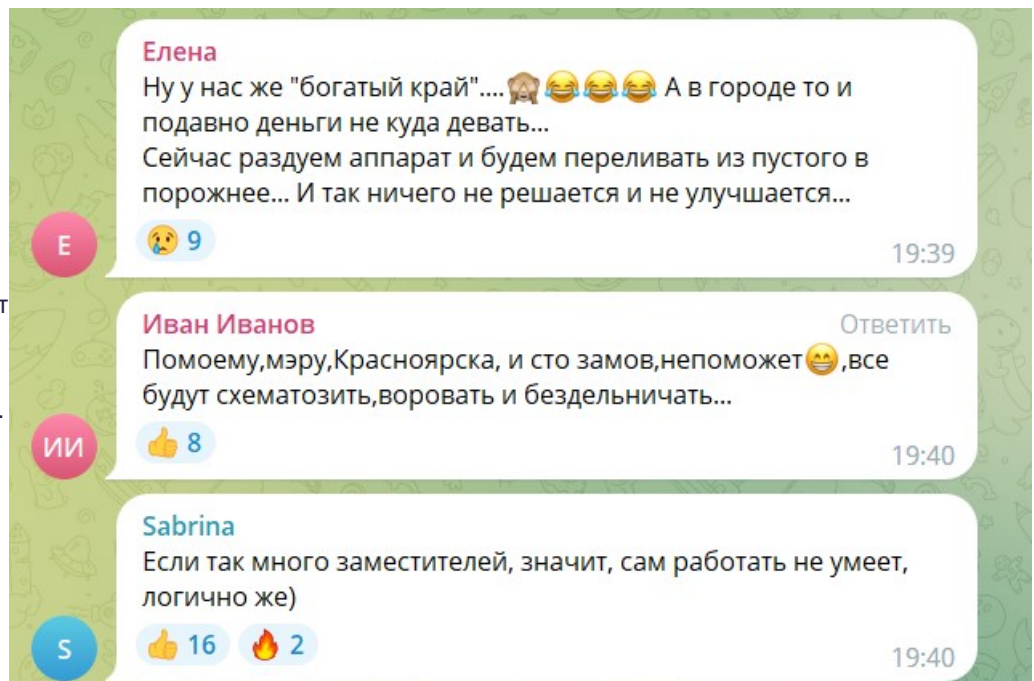 Елена
Ну у нас же "богатый край"....🙈😂😂😂 А в городе то и
подавно деньги не куда девать...
Сейчас раздуем аппарат и будем переливать из пустого в
порожнее... И так ничего не решается и не улучшается...
😢 9
19:39
Е
т
Иван Иванов
Ответить
Помоему,мэру,Красноярска, и сто замов,непоможет😁,все
будут схематозить,воровать и бездельничать...
👍 8
19:40
ИИ
Sabrina
Если так много заместителей, значит, сам работать не умеет,
логично же)
👍 16 🔥 2
19:40
S